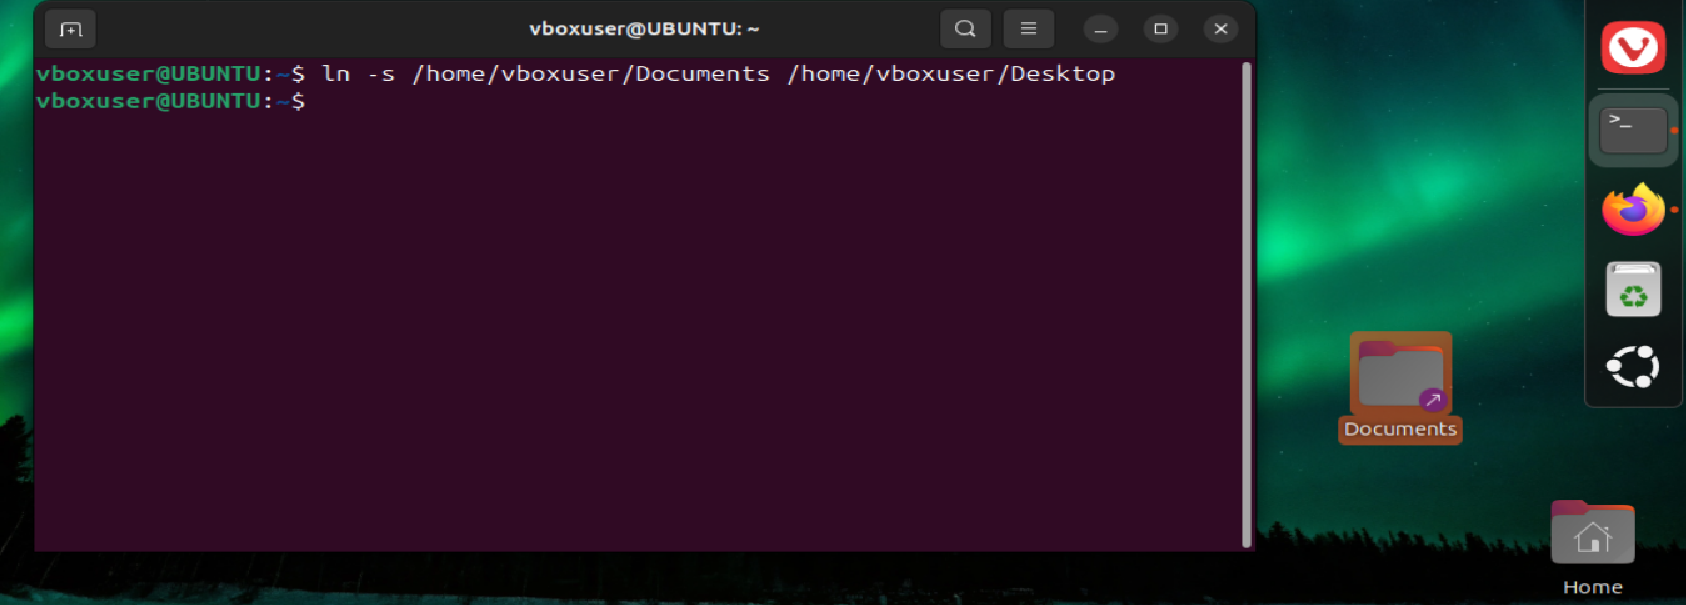 vboxuser@UBUNTU: ~
vboxuser@UBUNTU:~$ ln -s /home/vboxuser/Documents /home/vboxuser/Desktop
vboxuser@UBUNTU:~$
>_
Documents
Home